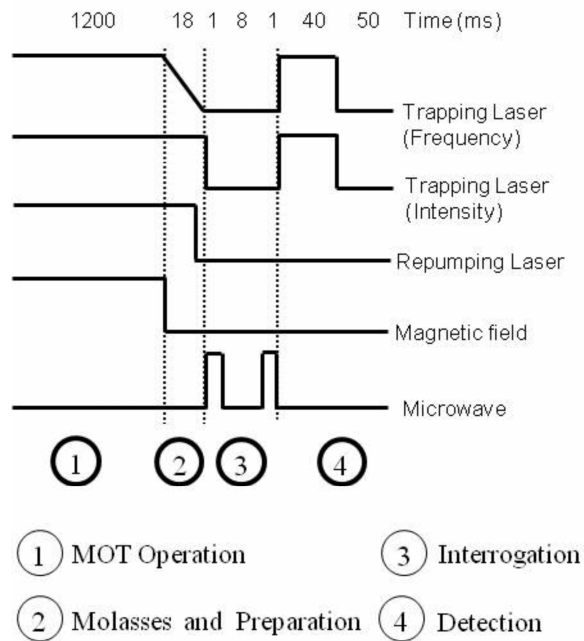 1200 18 1 8 1 40 50 Time (ms)
Trapping Laser
(Frequency)
Trapping Laser
(Intensity)
Repumping Laser
Magnetic field
Microwave
1 2 3 4
1 MOT Operation 3 Interrogation
2 Molasses and Preparation 4 Detection